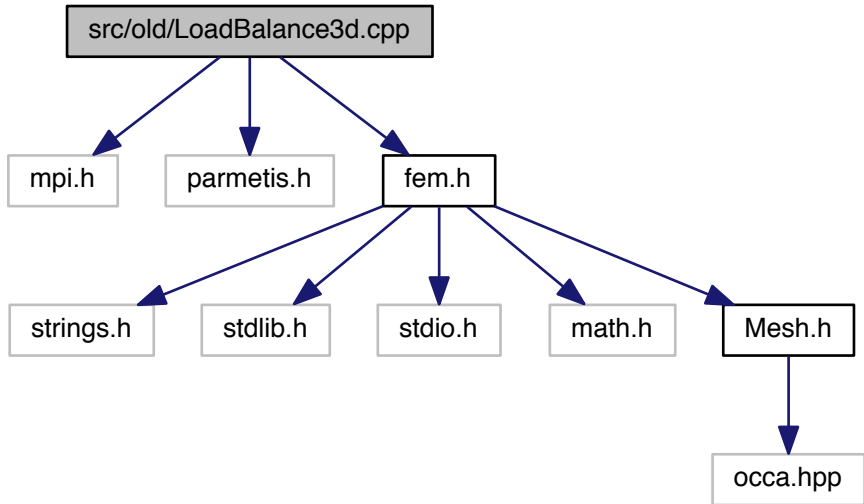 src/old/LoadBalance3d.cpp
mpi.h
parmetis.h
fem.h
strings.h
stdlib.h
stdio.h
math.h
Mesh.h
occa.hpp